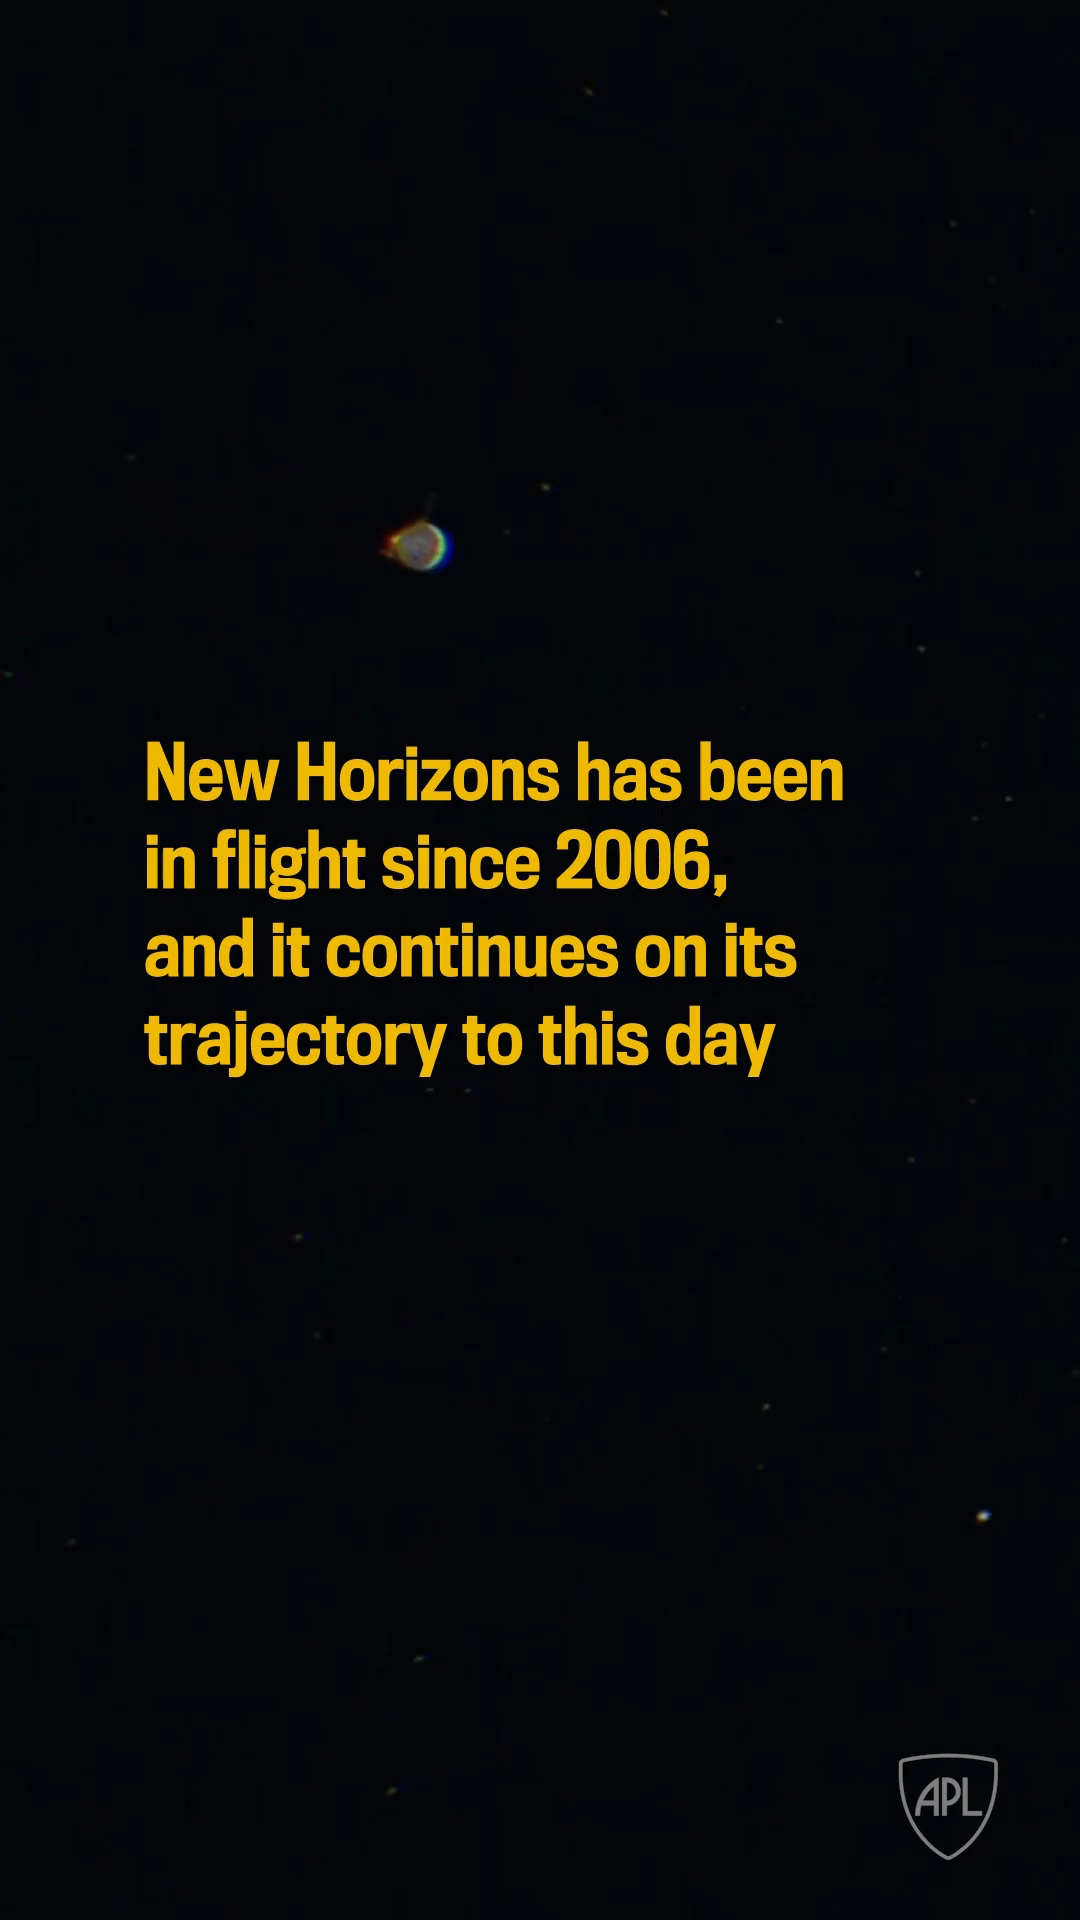 New Horizons has been
in flight since 2006,
and it continues on its
trajectory to this day
APL